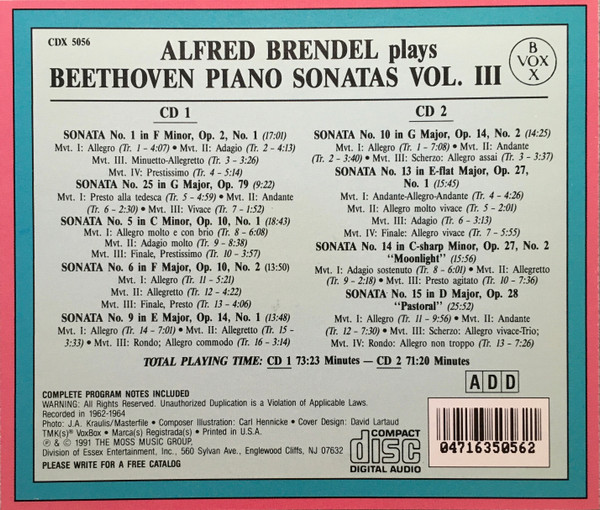 CDX 5056
ALFRED BRENDEL plays
BEETHOVEN PIANO SONATAS VOL. III
B
VOX
X
CD 1
SONATA No. 1 in F Minor, Op. 2, No. 1 (17:01)
Mvt. I: Allegro (Tr. 1 - 4:07) • Mvt. II: Adagio (Tr. 2 - 4:13)
Mvt. III. Minuetto-Allegretto (Tr. 3 - 3:26)
Mvt. IV: Prestissimo (Tr. 4 - 5:14)
SONATA No. 25 in G Major, Op. 79 (9:22)
Mvt. I: Presto alla tedesca (Tr. 5 - 4:59) • Mvt. II: Andante
(Tr. 6 - 2:30) • Mvt. III: Vivace (Tr. 7 - 1:52)
SONATA No. 5 in C Minor, Op. 10, No. 1 (18:43)
Mvt. I: Allegro molto e con brio (Tr. 8 - 6:08)
Mvt. II: Adagio molto (Tr. 9 - 8:38)
Mvt. III: Finale, Prestissimo (Tr. 10 - 3:57)
SONATA No. 6 in F Major, Op. 10, No. 2 (13:50)
Mvt. I: Allegro (Tr. 11 - 5:21)
Mvt. II: Allegretto (Tr. 12 - 4:22)
Mvt. III: Finale, Presto (Tr. 13 - 4:06)
SONATA No. 9 in E Major, Op. 14, No. 1 (13:48)
Mvt. I: Allegro (Tr. 14 - 7:01) • Mvt. II: Allegretto (Tr. 15 -
3:33) • Mvt. III: Rondo; Allegro commodo (Tr. 16 - 3:14)
CD 2
SONATA No. 10 in G Major, Op. 14, No. 2 (14:25)
Mvt. I: Allegro (Tr. 1 - 7:08) • Mvt. II: Andante
(Tr. 2 - 3:40) • Mvt. III: Scherzo: Allegro assai (Tr. 3 - 3:37)
SONATA No. 13 in E-flat Major, Op. 27,
No. 1 (15:45)
Mvt. I: Andante-Allegro-Andante (Tr. 4 - 4:26)
Mvt. II: Allegro molto vivace (Tr. 5 - 2:01)
Mvt. III: Adagio (Tr. 6 - 3:13)
Mvt. IV: Finale: Allegro vivace (Tr. 7 - 5:55)
SONATA No. 14 in C-sharp Minor, Op. 27, No. 2
"Moonlight" (15:56)
Mvt. I: Adagio sostenuto (Tr. 8 - 6:01) • Mvt. II: Allegretto
(Tr. 9 - 2:18) • Mvt. III: Presto agitato (Tr. 10 - 7:36)
SONATA No. 15 in D Major, Op. 28
"Pastoral" (25:52)
Mvt. I: Allegro (Tr. 11 - 9:56) • Mvt. II: Andante
(Tr. 12 - 7:30) • Mvt. III: Scherzo: Allegro vivace-Trio;
Mvt. IV: Rondo: Allegro non troppo (Tr. 13 - 7:26)
TOTAL PLAYING TIME: CD 1 73:23 Minutes — CD 2 71:20 Minutes
ADD
COMPLETE PROGRAM NOTES INCLUDED
WARNING: All Rights Reserved. Unauthorized Duplication is a Violation of Applicable Laws.
Recorded in 1962-1964
Photo: J.A. Kraulis/Masterfile • Composer Illustration: Carl Hennicke • Cover Design: David Lartaud
TMK(s)® VoxBox • Marca(s) Registrada(s) • Printed in U.S.A.
℗ & © 1991 THE MOSS MUSIC GROUP,
Division of Essex Entertainment, Inc., 560 Sylvan Ave., Englewood Cliffs, NJ 07632
PLEASE WRITE FOR A FREE CATALOG
COMPACT
disc
DIGITAL AUDIO
04716350562